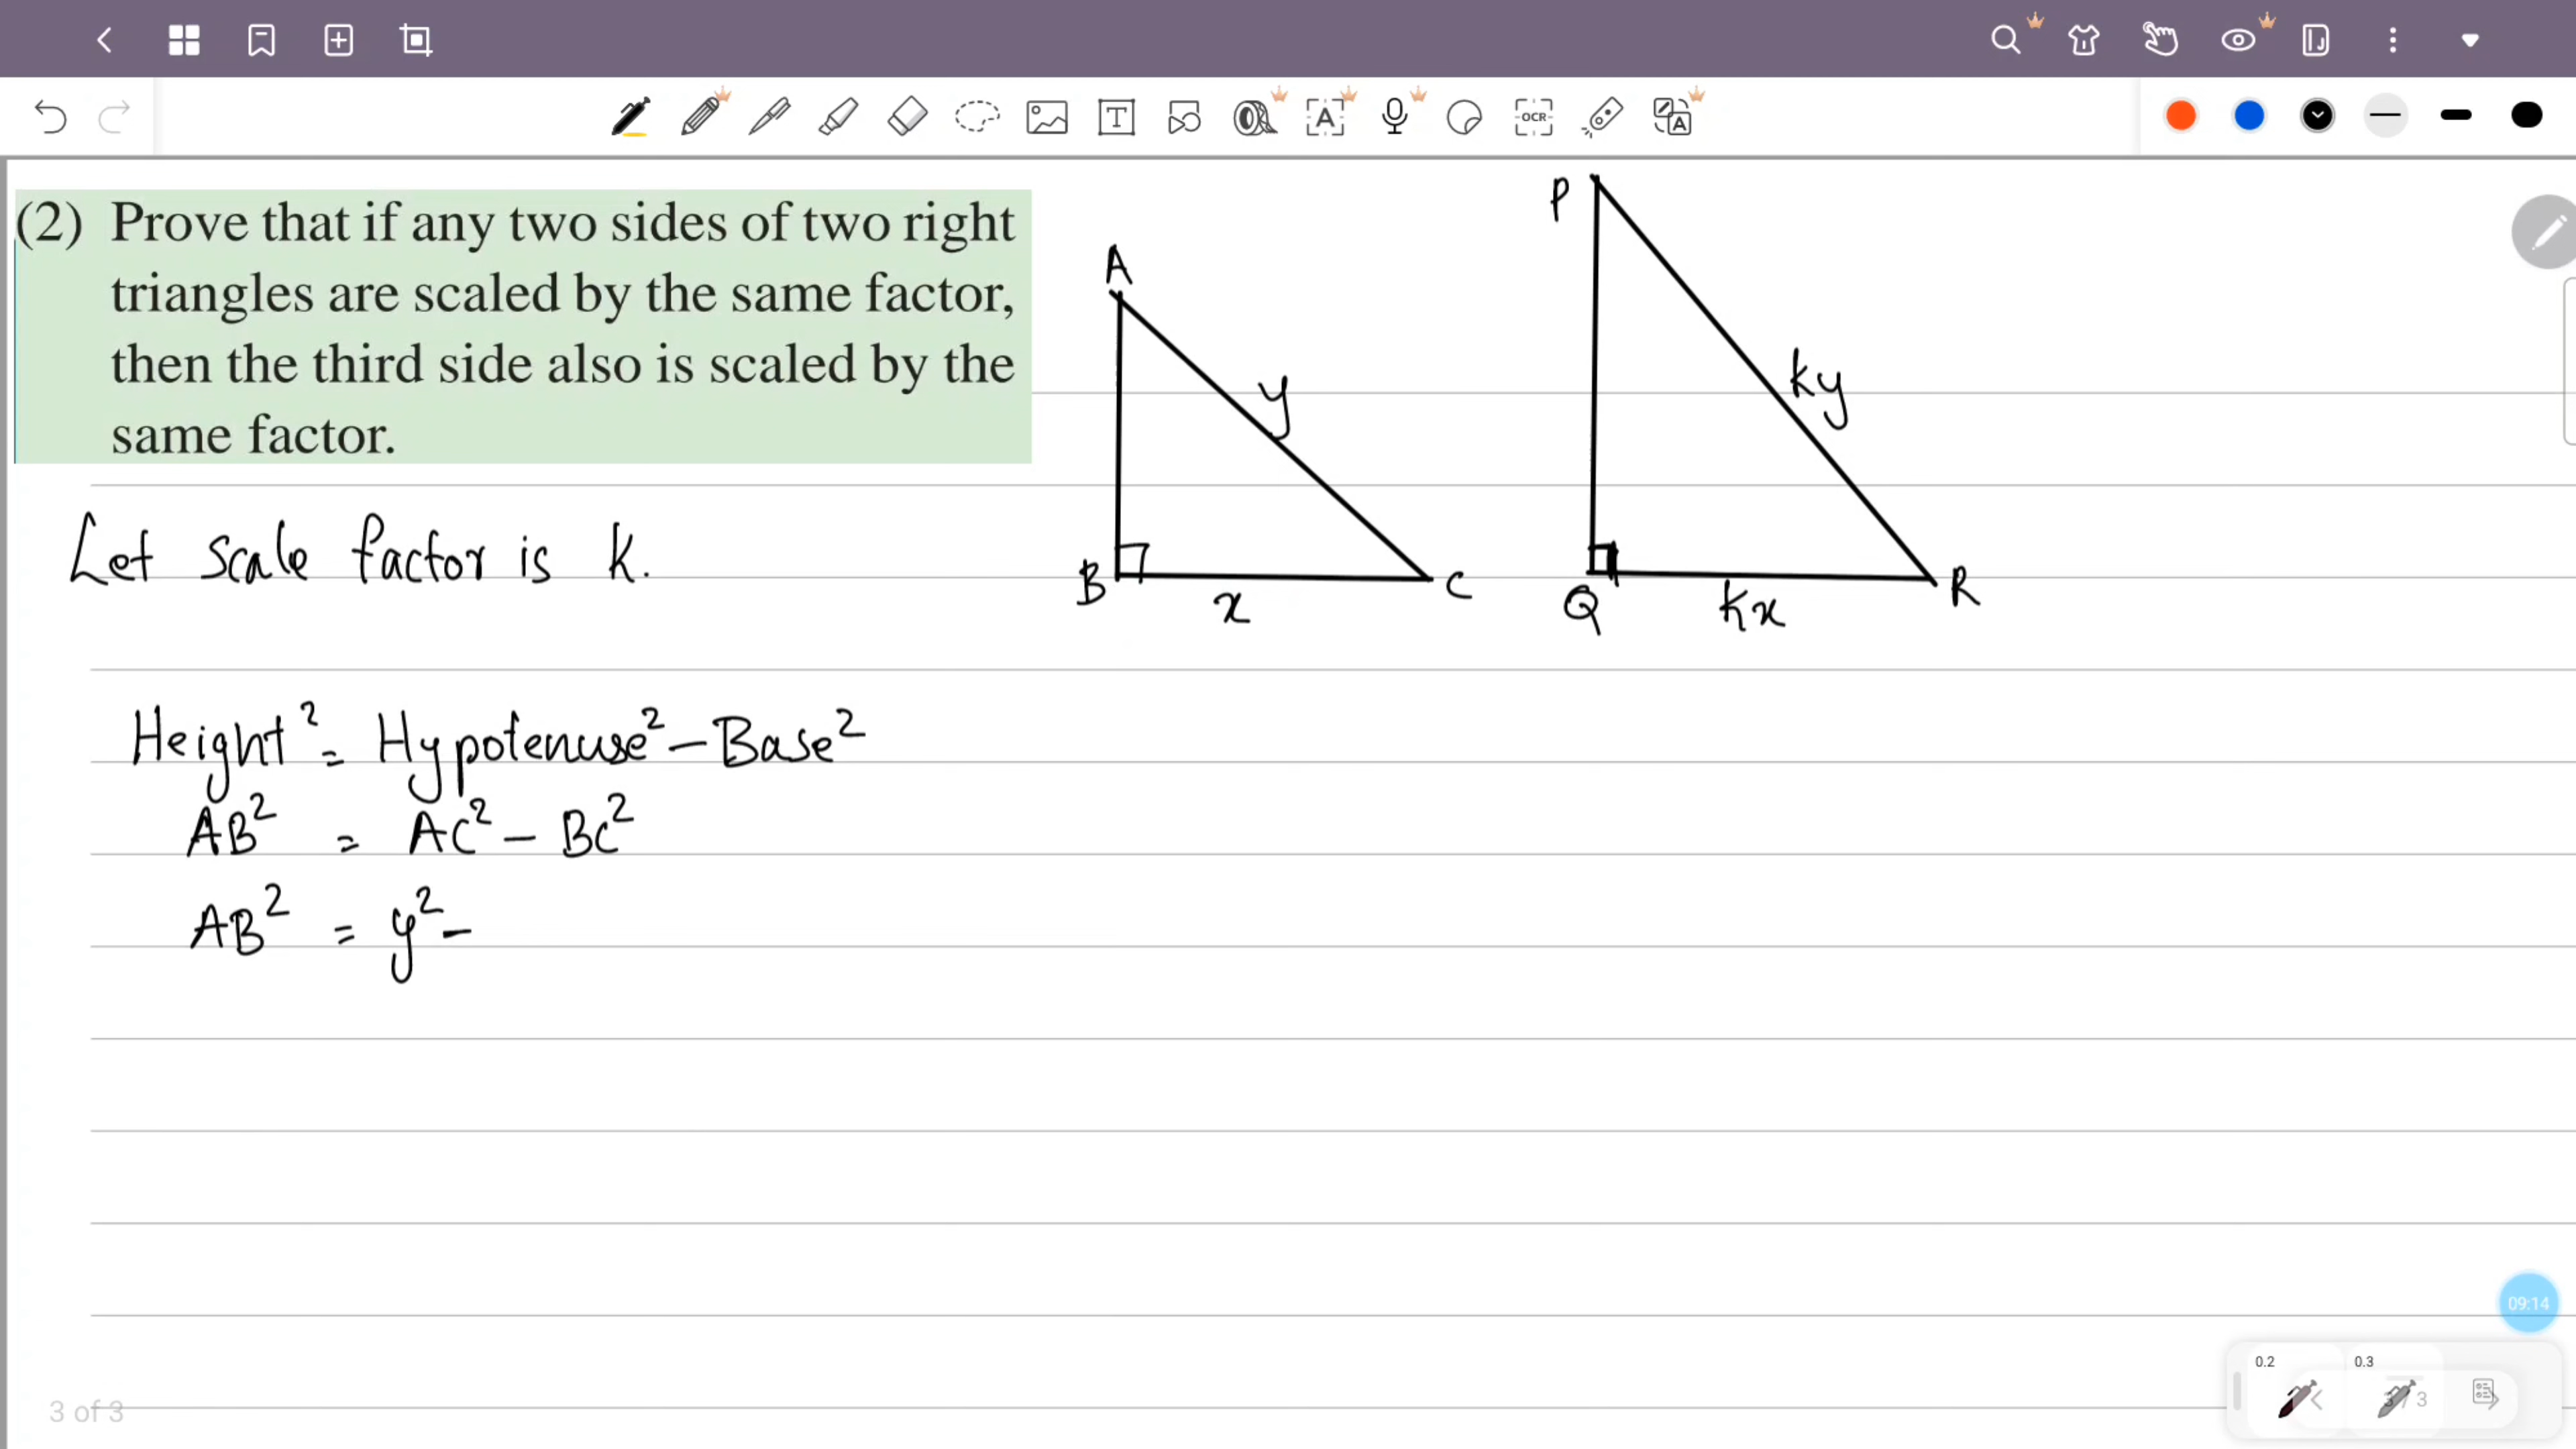 (2) Prove that if any two sides of two right
triangles are scaled by the same factor,
then the third side also is scaled by the
same factor.
P
A
y
ky
B
x
C
Q
kx
R
Let scale factor is k.
Height² = Hypotenuse² - Base²
AB² = AC² - BC²
AB² = y² -
09:14
0.2
0.3
3 of 3